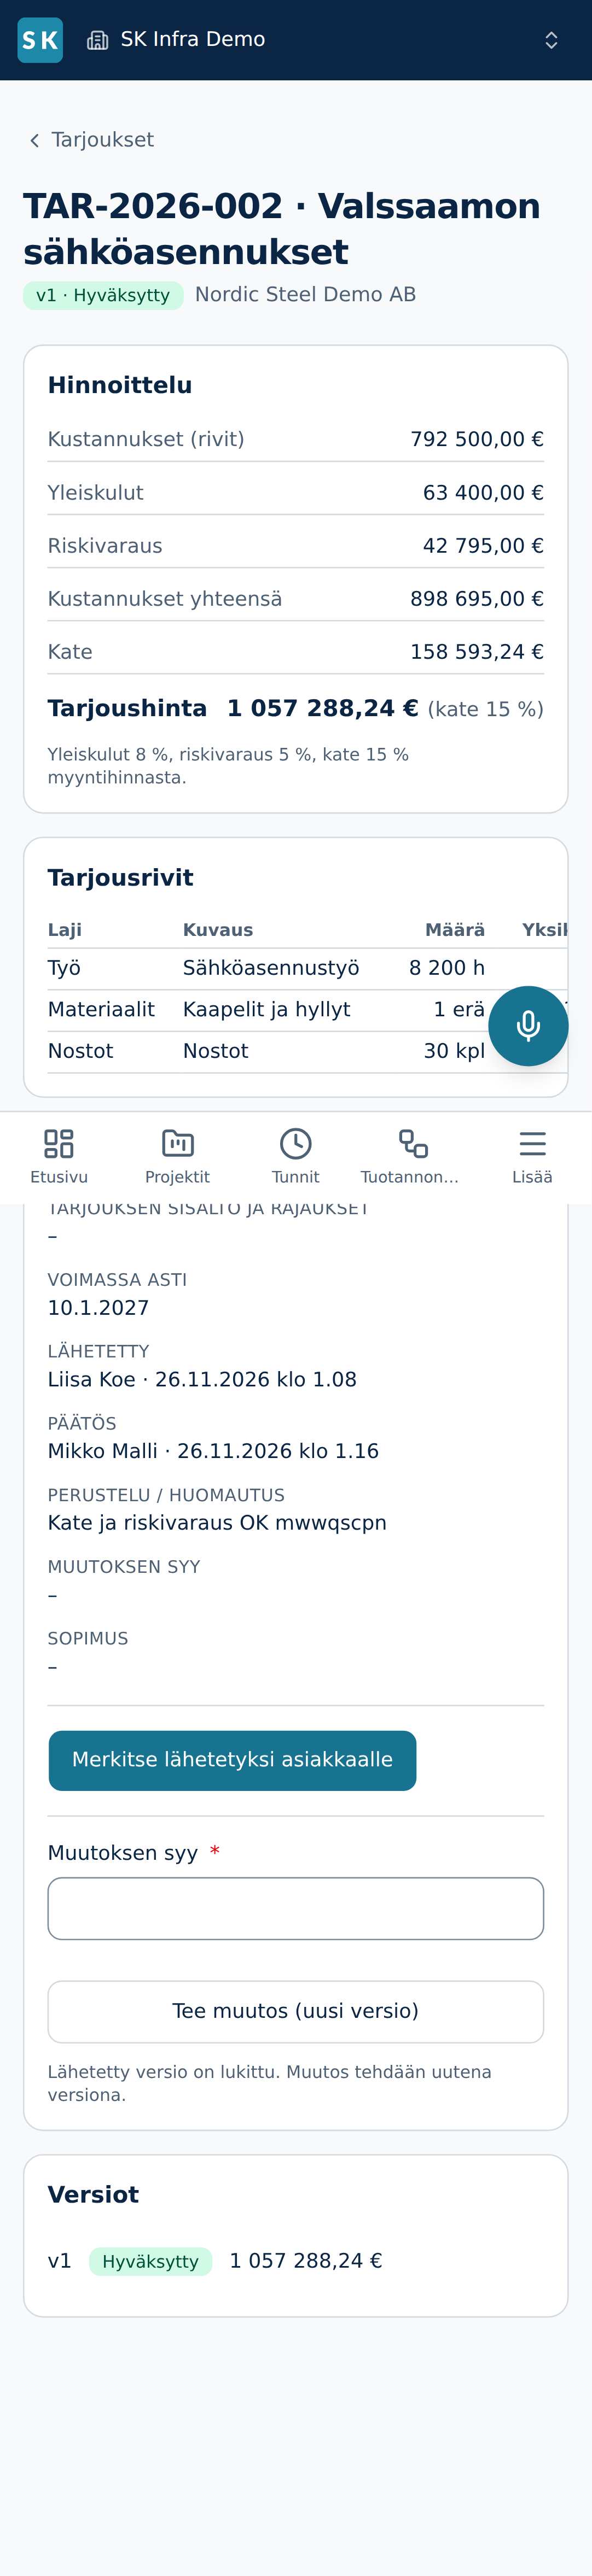 SK
SK Infra Demo
Tarjoukset
TAR-2026-002 · Valssaamon
sähköasennukset
v1 · Hyväksytty Nordic Steel Demo AB
Hinnoittelu
Kustannukset (rivit) 792 500,00 €
Yleiskulut 63 400,00 €
Riskivaraus 42 795,00 €
Kustannukset yhteensä 898 695,00 €
Kate 158 593,24 €
Tarjoushinta 1 057 288,24 € (kate 15 %)
Yleiskulut 8 %, riskivaraus 5 %, kate 15 %
myyntihinnasta.
Tarjousrivit
Laji Kuvaus Määrä
Työ Sähköasennustyö 8 200 h
Materiaalit Kaapelit ja hyllyt 1 erä
Nostot Nostot 30 kpl
Etusivu Projektit Tunnit Tuotannon… Lisää
TARJOUKSEN SISÄLTÖ JA RAJAUKSET
–
VOIMASSA ASTI
10.1.2027
LÄHETETTY
Liisa Koe · 26.11.2026 klo 1.08
PÄÄTÖS
Mikko Malli · 26.11.2026 klo 1.16
PERUSTELU / HUOMAUTUS
Kate ja riskivaraus OK mwwqscpn
MUUTOKSEN SYY
–
SOPIMUS
–
Merkitse lähetetyksi asiakkaalle
Muutoksen syy *
Tee muutos (uusi versio)
Lähetetty versio on lukittu. Muutos tehdään uutena
versiona.
Versiot
v1 Hyväksytty 1 057 288,24 €